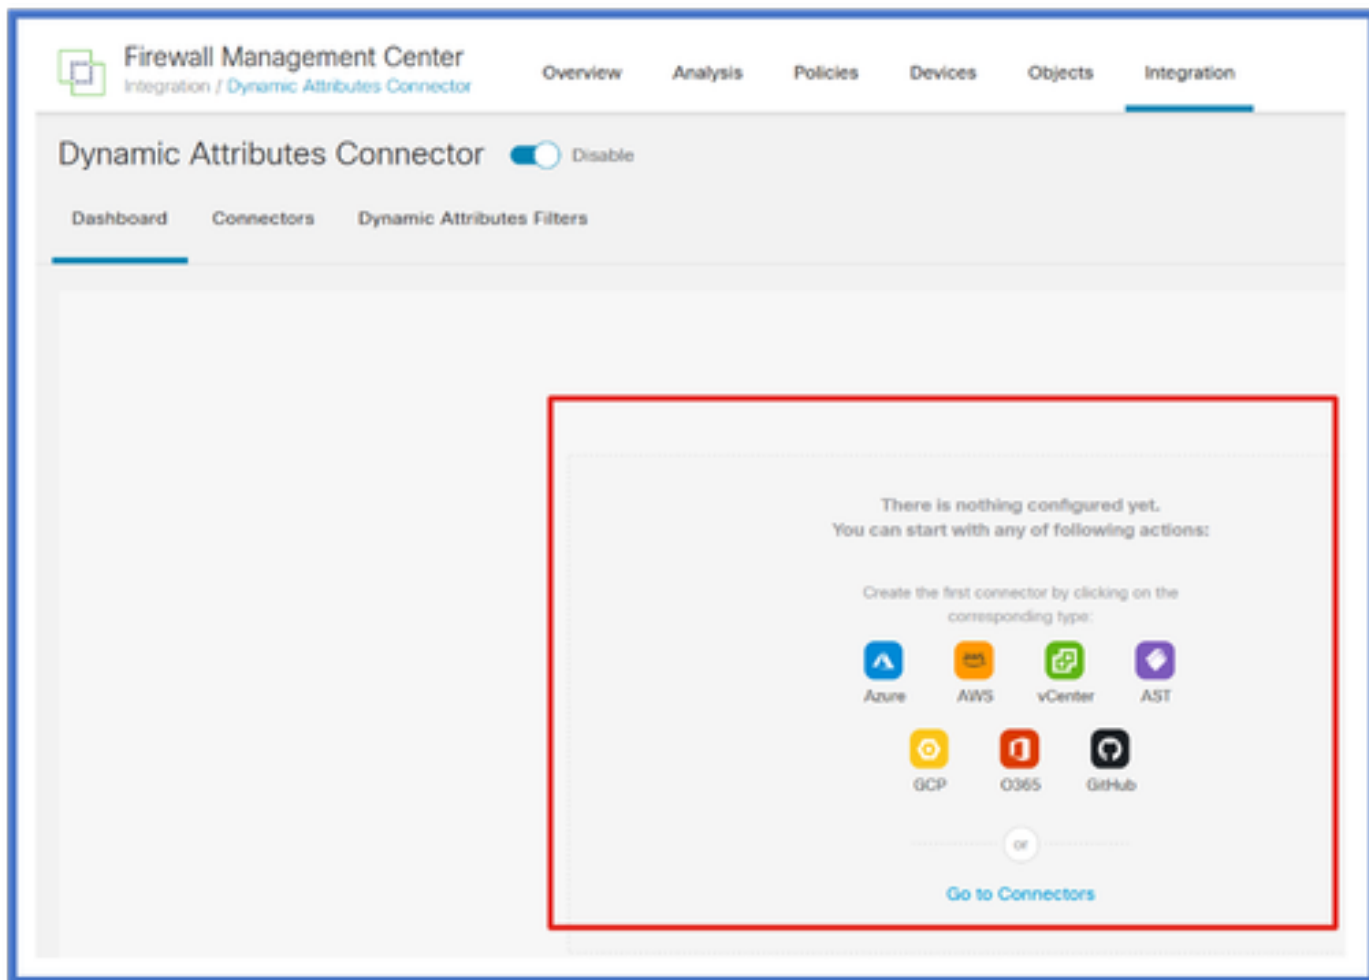 Firewall Management Center
Integration / Dynamic Attributes Connector
Overview Analysis Policies Devices Objects Integration
Dynamic Attributes Connector Disable
Dashboard Connectors Dynamic Attributes Filters
There is nothing configured yet.
You can start with any of following actions:
Create the first connector by clicking on the
corresponding type:
aws
Azure AWS vCenter AST
GCP O365 GitHub
or
Go to Connectors